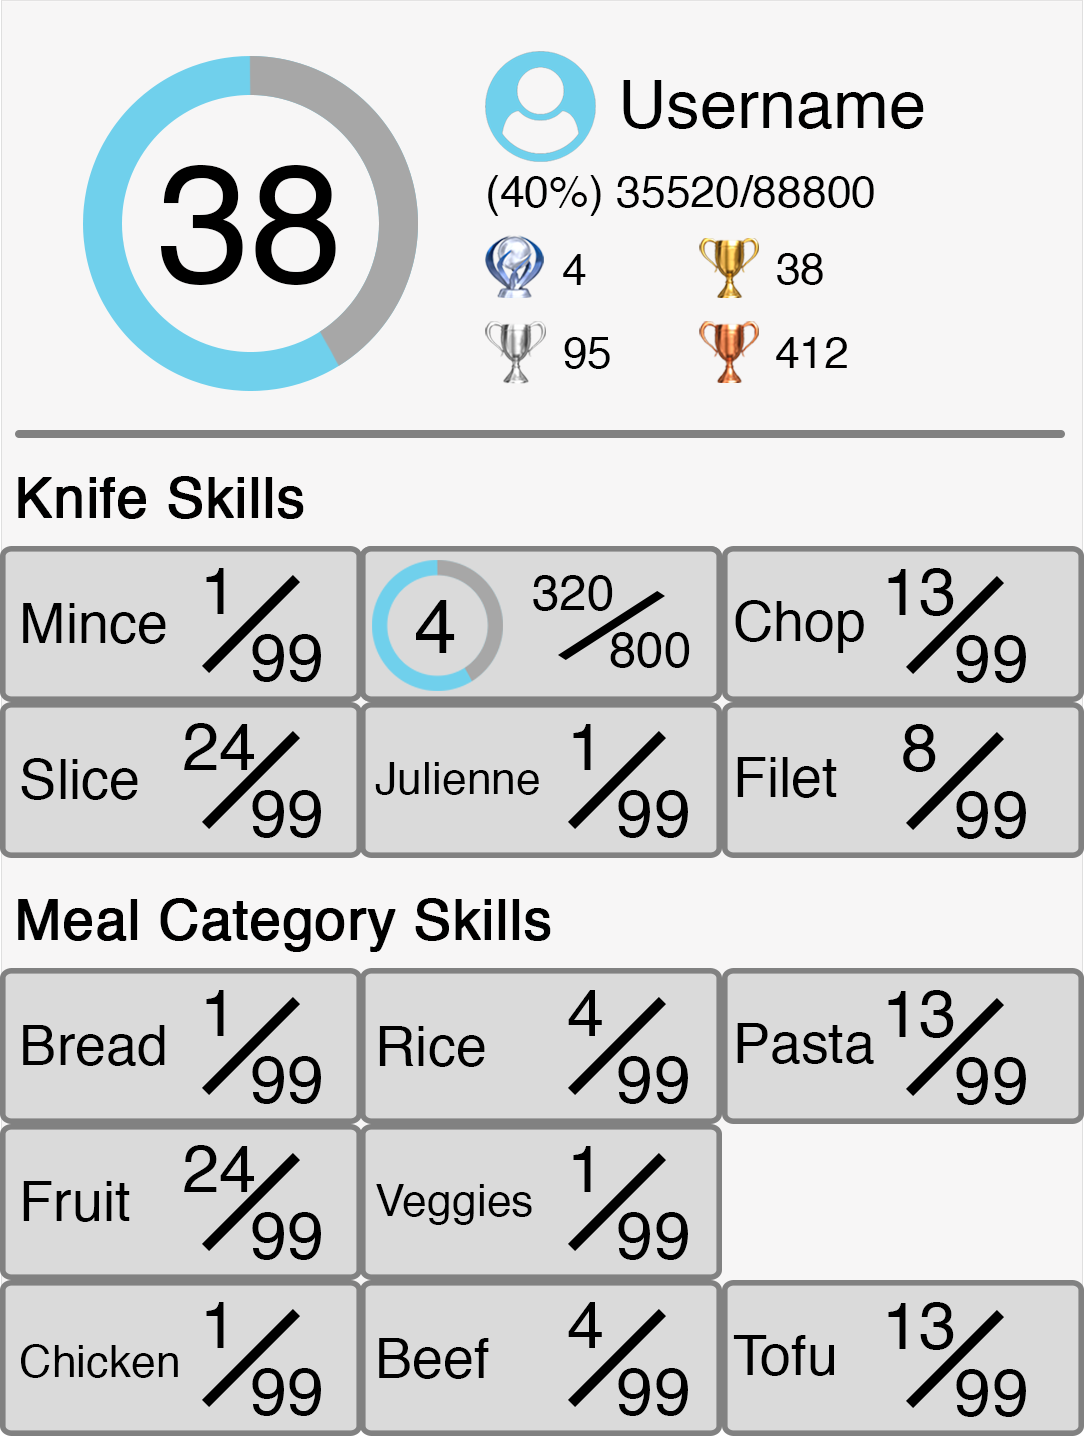 38
Username
(40%) 35520/88800
4
38
95
412
Knife Skills
Mince 1/99
4 320/800
Chop 13/99
Slice 24/99
Julienne 1/99
Filet 8/99
Meal Category Skills
Bread 1/99
Rice 4/99
Pasta 13/99
Fruit 24/99
Veggies 1/99
Chicken 1/99
Beef 4/99
Tofu 13/99